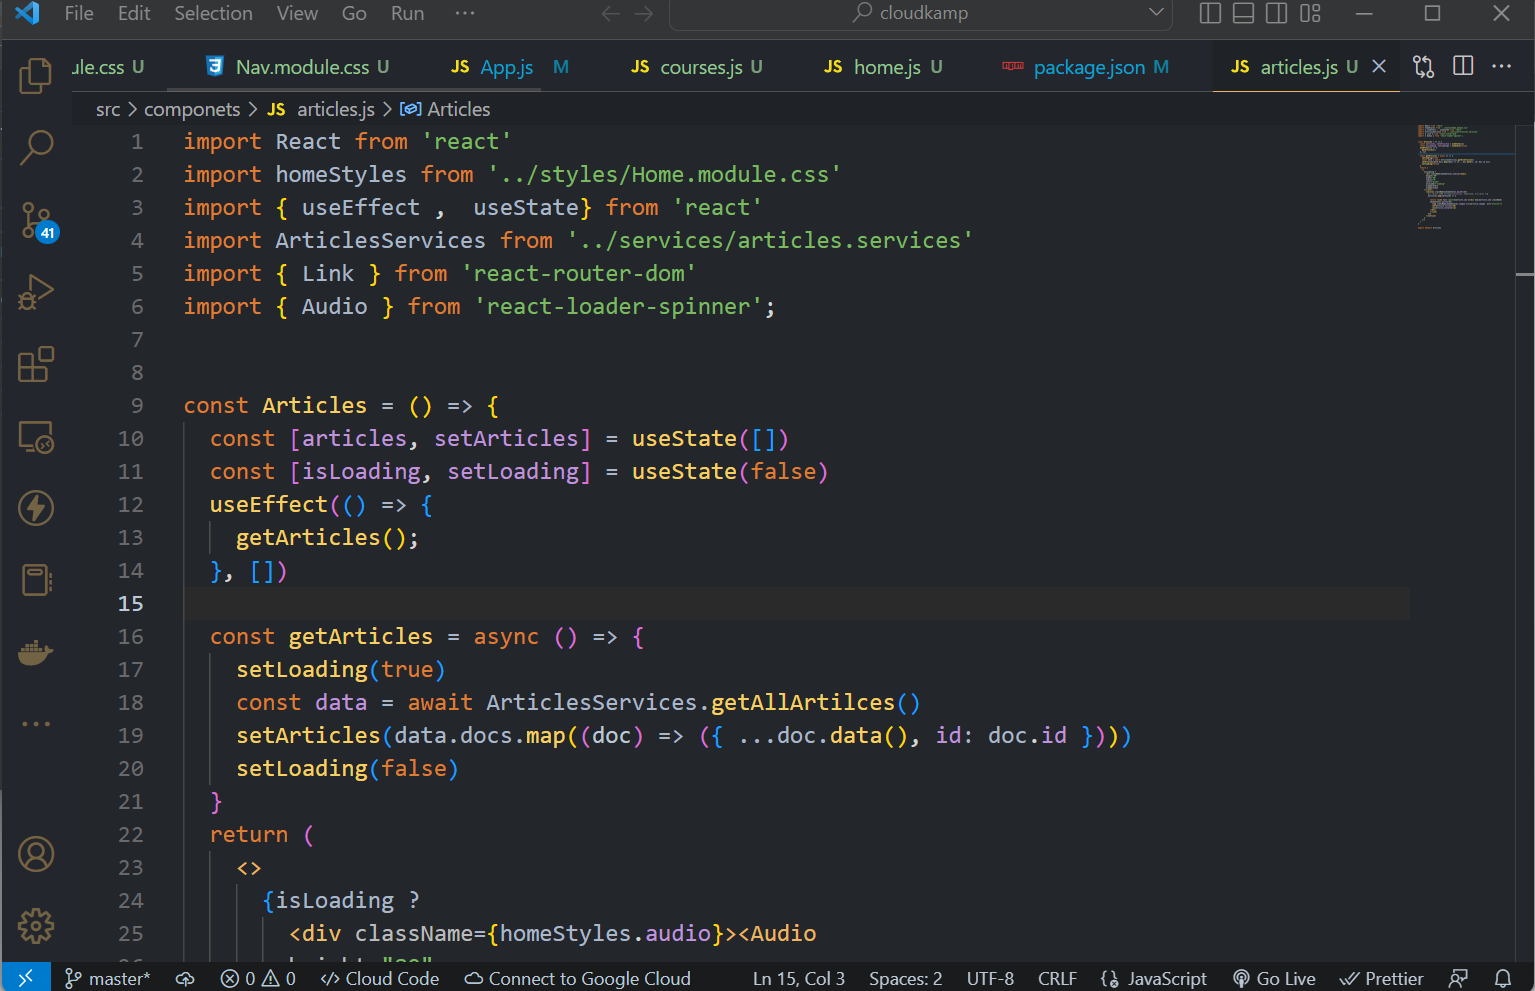 File Edit Selection View Go Run ··· cloudkamp
ule.css U Nav.module.css U JS App.js M JS courses.js U JS home.js U npm package.json M JS articles.js U
src > componets > JS articles.js > Articles
1 import React from 'react'
2 import homeStyles from '../styles/Home.module.css'
3 import { useEffect ,  useState} from 'react'
4 import ArticlesServices from '../services/articles.services'
5 import { Link } from 'react-router-dom'
6 import { Audio } from 'react-loader-spinner';
7
8
9 const Articles = () => {
10 const [articles, setArticles] = useState([])
11 const [isLoading, setLoading] = useState(false)
12 useEffect(() => {
13 getArticles();
14 }, [])
15
16 const getArticles = async () => {
17 setLoading(true)
18 const data = await ArticlesServices.getAllArtilces()
19 setArticles(data.docs.map((doc) => ({ ...doc.data(), id: doc.id })))
20 setLoading(false)
21 }
22 return (
23 <>
24 {isLoading ?
25 <div className={homeStyles.audio}><Audio
41
master* 0 0 Cloud Code Connect to Google Cloud Ln 15, Col 3 Spaces: 2 UTF-8 CRLF {} JavaScript Go Live Prettier